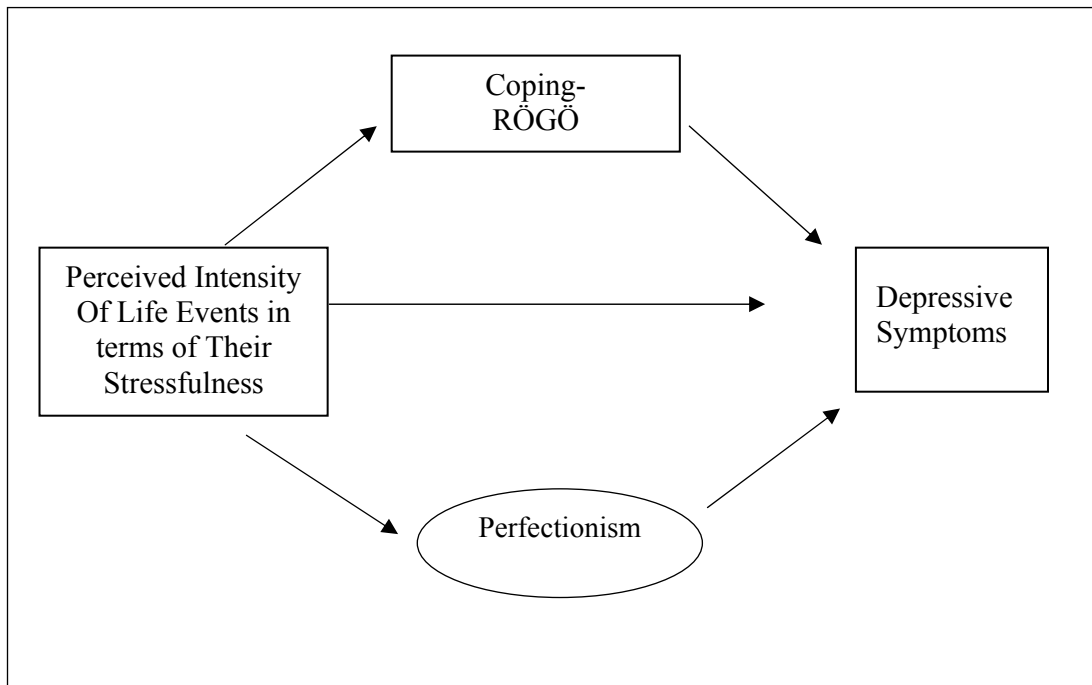 Coping-
RÖGÖ
Perceived Intensity
Of Life Events in
terms of Their
Stressfulness
Depressive
Symptoms
Perfectionism